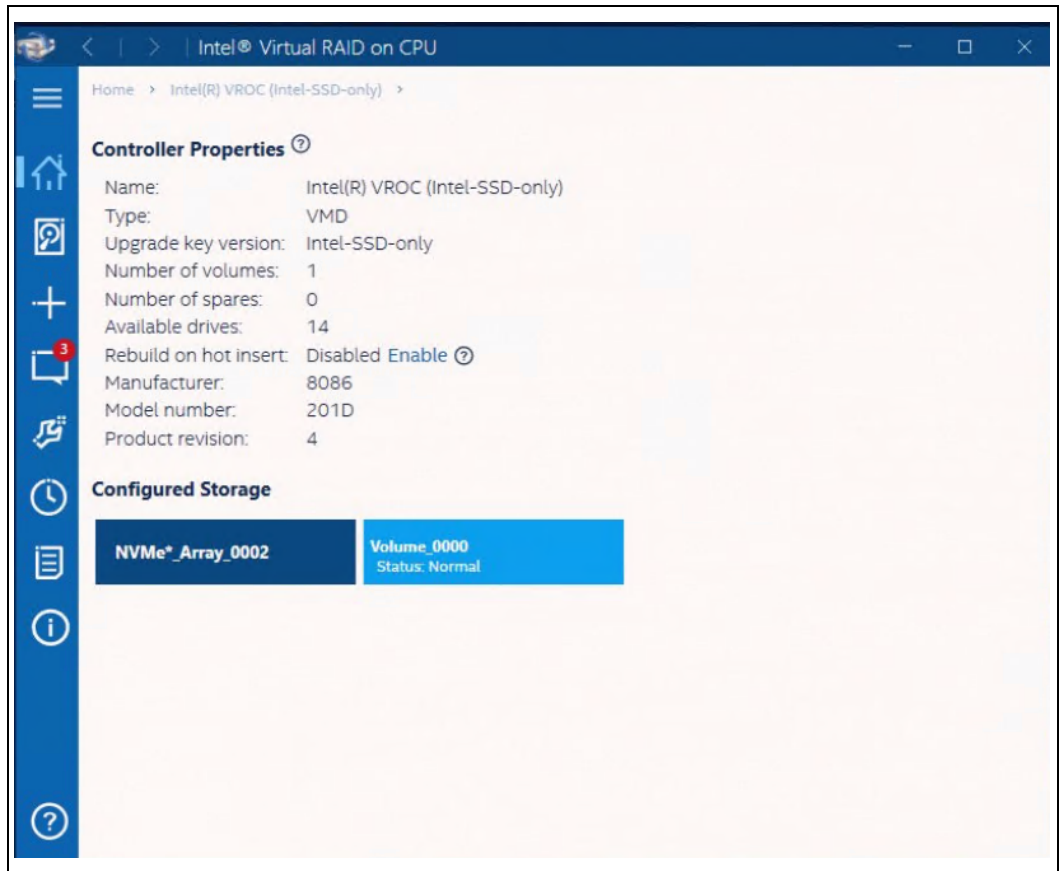 Intel® Virtual RAID on CPU
Home > Intel(R) VROC (Intel-SSD-only) >
Controller Properties ?
Name: Intel(R) VROC (Intel-SSD-only)
Type: VMD
Upgrade key version: Intel-SSD-only
Number of volumes: 1
Number of spares: 0
Available drives: 14
3
Rebuild on hot insert: Disabled Enable ?
Manufacturer: 8086
Model number: 201D
Product revision: 4
Configured Storage
NVMe*_Array_0002
Volume_0000
Status: Normal
?